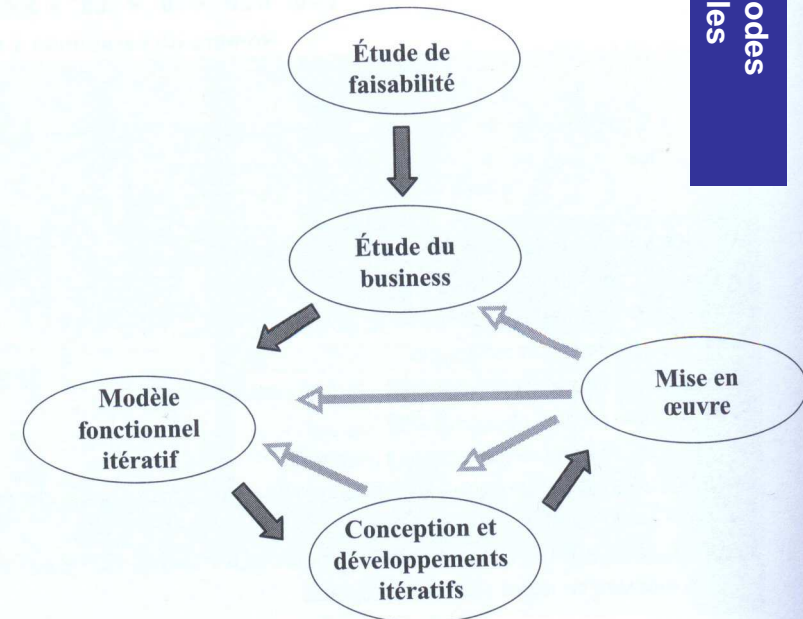 Étude de
faisabilité
odes
les
Étude du
business
Mise en
œuvre
Modèle
fonctionnel
itératif
Conception et
développements
itératifs